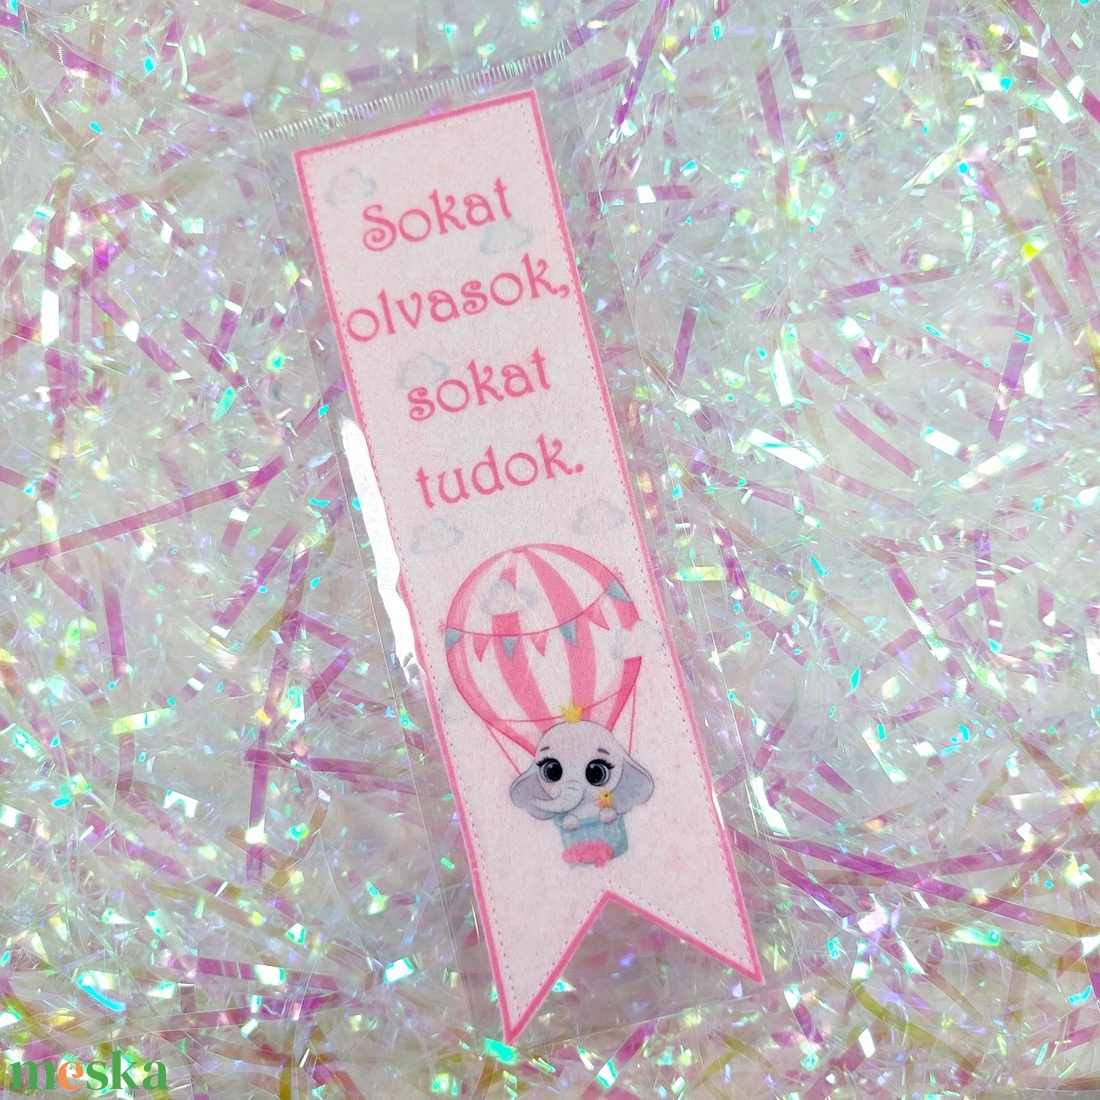 Sokat
olvasok,
sokat
tudok.
meska